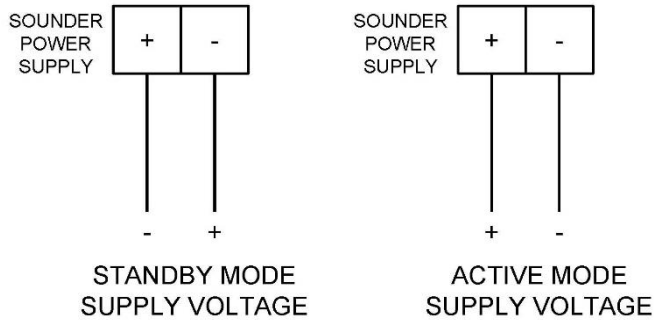 SOUNDER
POWER
SUPPLY
+ -
- +
STANDBY MODE
SUPPLY VOLTAGE
SOUNDER
POWER
SUPPLY
+ -
+ -
ACTIVE MODE
SUPPLY VOLTAGE